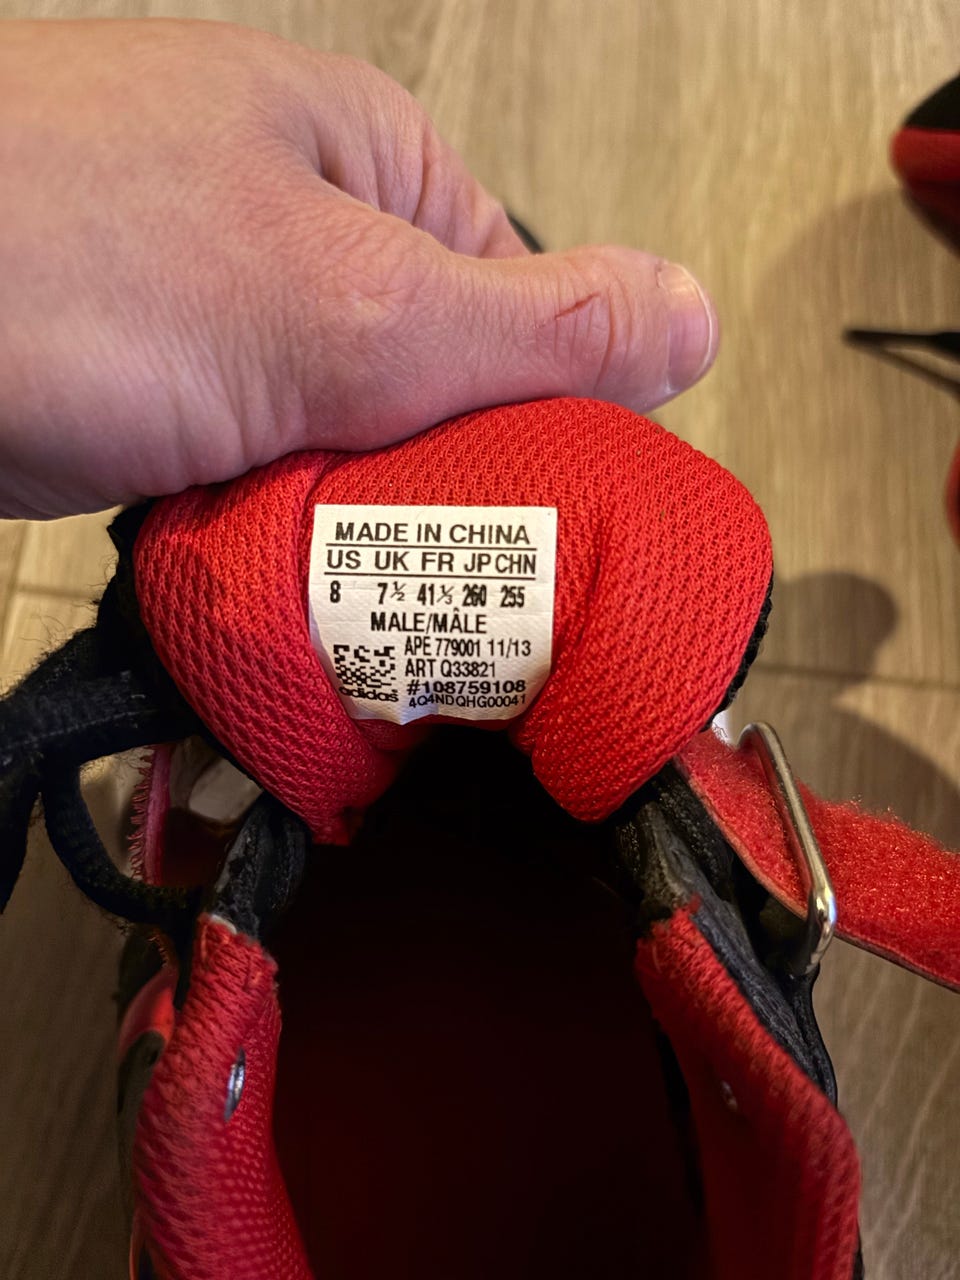 MADE IN CHINA
US UK FR JP CHN
8 7½ 41⅓ 260 255
MALE/MÂLE
APE 779001 11/13
ART Q33821
#108759108
adidas 4Q4NDQHG00041